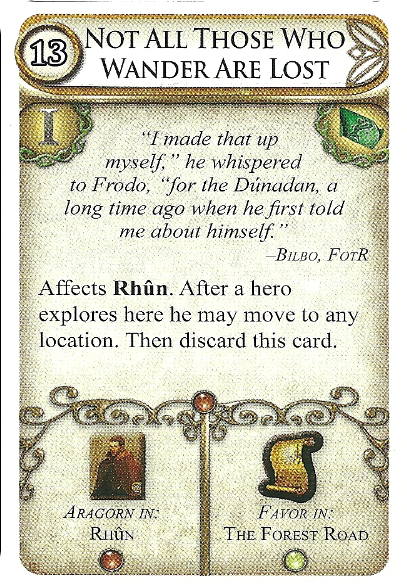 13
NOT ALL THOSE WHO
WANDER ARE LOST
I
“I made that up
myself,” he whispered
to Frodo, “for the Dúnadan, a
long time ago when he first told
me about himself.”
–BILBO, FOTR
Affects Rhûn. After a hero
explores here he may move to any
location. Then discard this card.
ARAGORN IN:
RHÛN
FAVOR IN:
THE FOREST ROAD